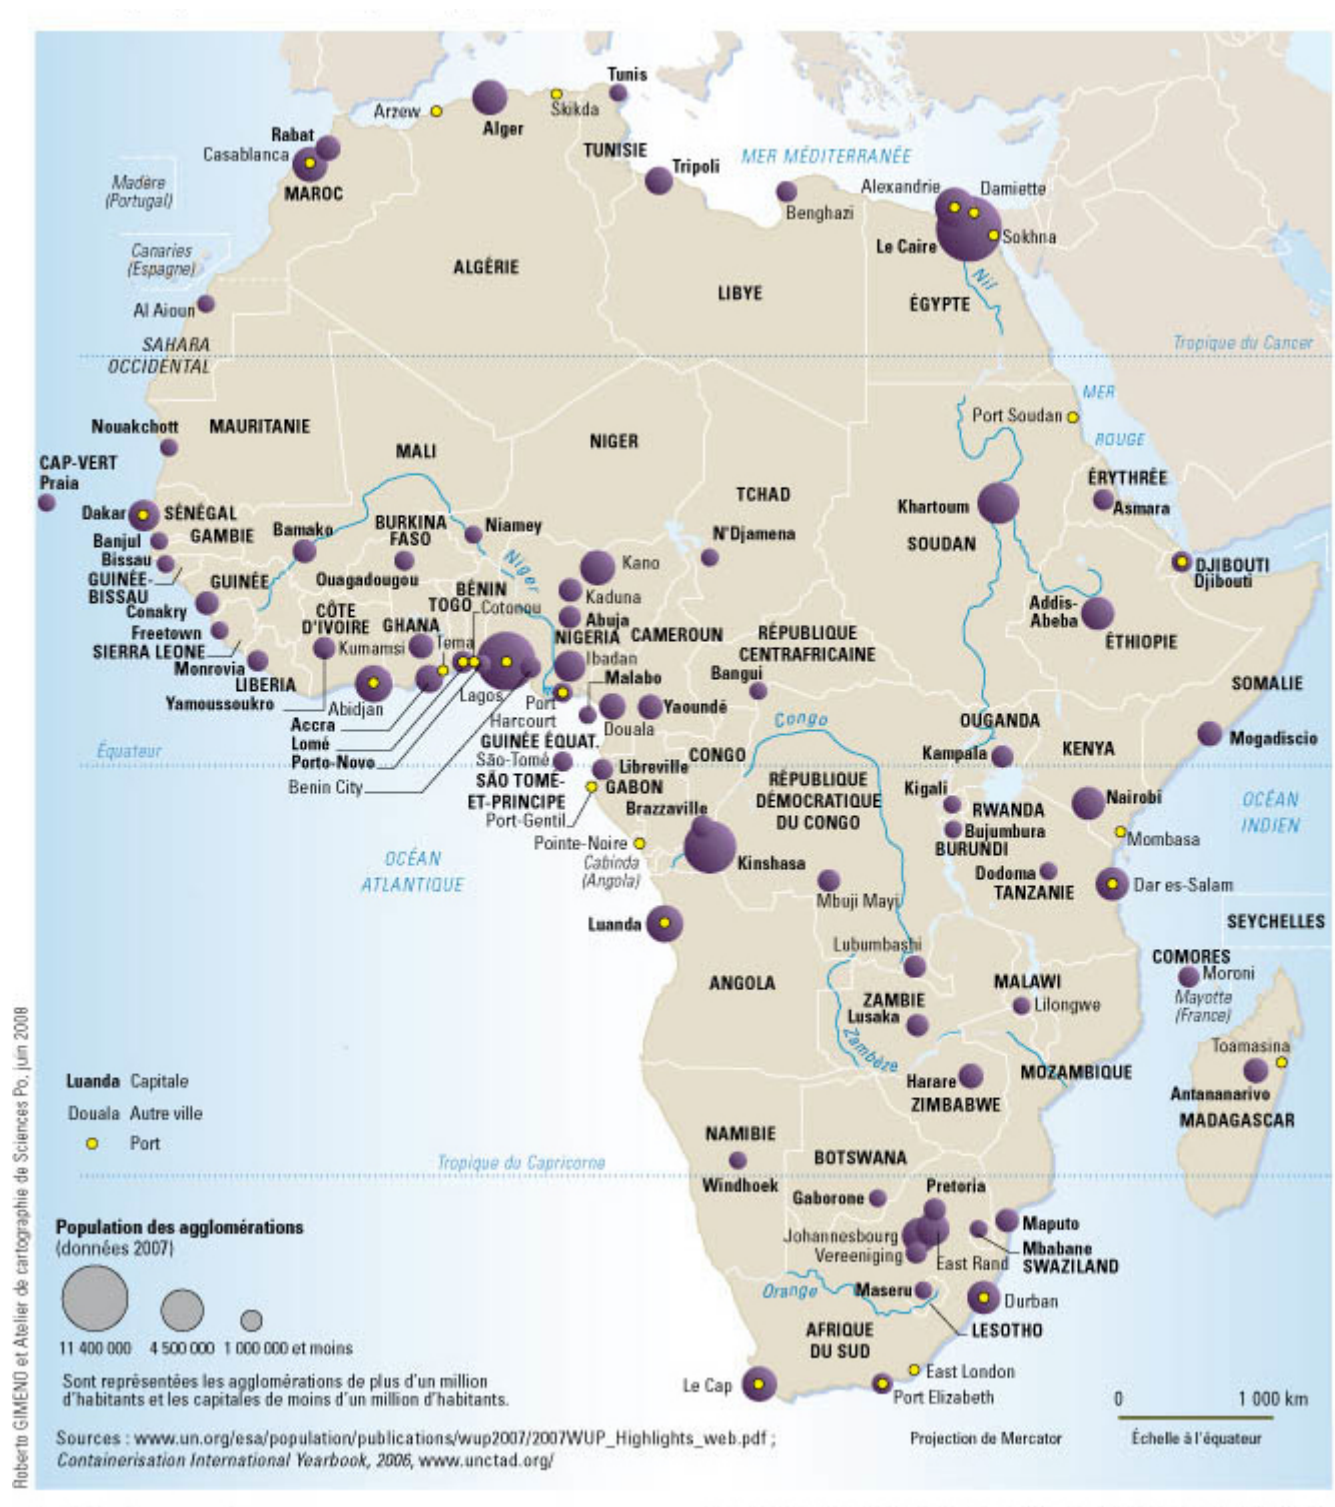 Tunis
Arzew
Skikda
Alger
Rabat
Casablanca
TUNISIE
MER MÉDITERRANÉE
Tripoli
MAROC
Madère
(Portugal)
Alexandrie
Damiette
Benghazi
Sokhna
Le Caire
Canaries
(Espagne)
ALGÉRIE
Nil
LIBYE
ÉGYPTE
Al Aioun
SAHARA
OCCIDENTAL
Tropique du Cancer
MER
ROUGE
Port Soudan
Nouakchott
MAURITANIE
MALI
NIGER
CAP-VERT
Praia
TCHAD
ÉRYTHRÉE
Asmara
Khartoum
SOUDAN
Dakar
SÉNÉGAL
Banjul
GAMBIE
Bamako
BURKINA
FASO
Niamey
N'Djamena
Bissau
GUINÉE-
BISSAU
GUINÉE
Ouagadougou
Niger
Kano
DJIBOUTI
Djibouti
Conakry
BÉNIN
TOGO
Cotonou
Kaduna
Addis-
Abeba
ÉTHIOPIE
Freetown
SIERRA LEONE
CÔTE
D'IVOIRE
GHANA
Tema
Kumamsi
Abuja
NIGERIA
CAMEROUN
RÉPUBLIQUE
CENTRAFRICAINE
Monrovia
LIBERIA
Yamoussoukro
Abidjan
Lagos
Ibadan
Malabo
Bangui
SOMALIE
Accra
Lomé
Porto-Novo
Benin City
Port
Harcourt
Douala
Yaoundé
Congo
OUGANDA
Kampala
KENYA
Mogadiscio
Équateur
GUINÉE ÉQUAT.
São-Tomé
SÃO TOMÉ-
ET-PRINCIPE
Libreville
GABON
CONGO
Port-Gentil
Brazzaville
RÉPUBLIQUE
DÉMOCRATIQUE
DU CONGO
Kigali
RWANDA
Bujumbura
BURUNDI
Nairobi
OCÉAN
INDIEN
Mombasa
Pointe-Noire
Cabinda
(Angola)
Kinshasa
OCÉAN
ATLANTIQUE
Dodoma
TANZANIE
Dar es-Salam
Mbuji Mayi
Luanda
Lubumbashi
SEYCHELLES
COMORES
Moroni
Mayotte
(France)
ANGOLA
ZAMBIE
Lusaka
MALAWI
Lilongwe
Zambèze
Toamasina
Antananarivo
MADAGASCAR
MOZAMBIQUE
Harare
ZIMBABWE
NAMIBIE
Windhoek
BOTSWANA
Tropique du Capricorne
Gaborone
Pretoria
Johannesbourg
Vereeniging
East Rand
Maputo
Mbabane
SWAZILAND
Orange
Maseru
Durban
LESOTHO
AFRIQUE
DU SUD
East London
Le Cap
Port Elizabeth
Luanda Capitale
Douala Autre ville
Port
Population des agglomérations
(données 2007)
11 400 000 4 500 000 1 000 000 et moins
Sont représentées les agglomérations de plus d'un million
d'habitants et les capitales de moins d'un million d'habitants.
0 1 000 km
Sources : www.un.org/esa/population/publications/wup2007/2007WUP_Highlights_web.pdf ;
Containerisation International Yearbook, 2006, www.unctad.org/
Projection de Mercator
Échelle à l'équateur
Roberto GIMENO et Atelier de cartographie de Sciences Po, juin 2008